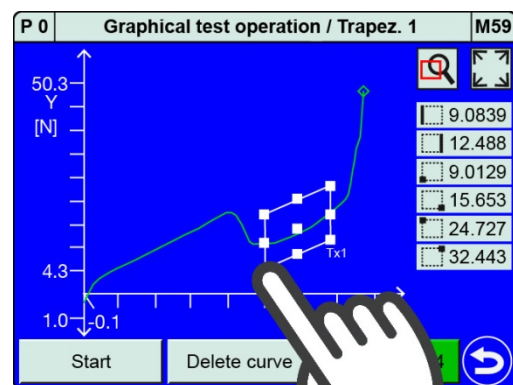 P 0 Graphical test operation / Trapez. 1 M59
50.3
Y
[N]
4.3
1.0
-0.1
Tx1
9.0839
12.488
9.0129
15.653
24.727
32.443
Start Delete curve 4